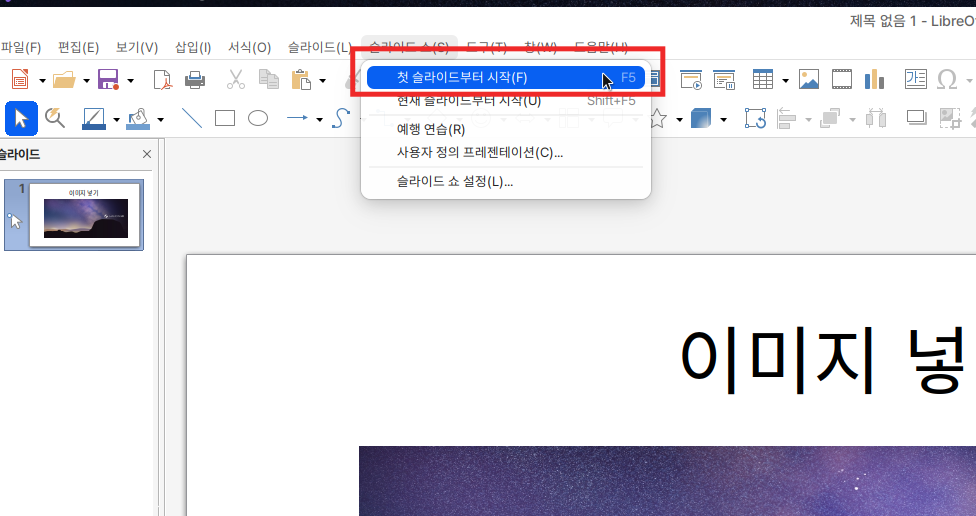 제목 없음 1 - LibreOf
파일(F) 편집(E) 보기(V) 삽입(I) 서식(O) 슬라이드(L) 슬라이드 쇼(S) 도구(T) 창(W) 도움말(H)
첫 슬라이드부터 시작(F) F5
현재 슬라이드부터 시작(U) Shift+F5
예행 연습(R)
사용자 정의 프레젠테이션(C)...
슬라이드 쇼 설정(L)...
슬라이드
1
이미지 넣기
이미지 넣